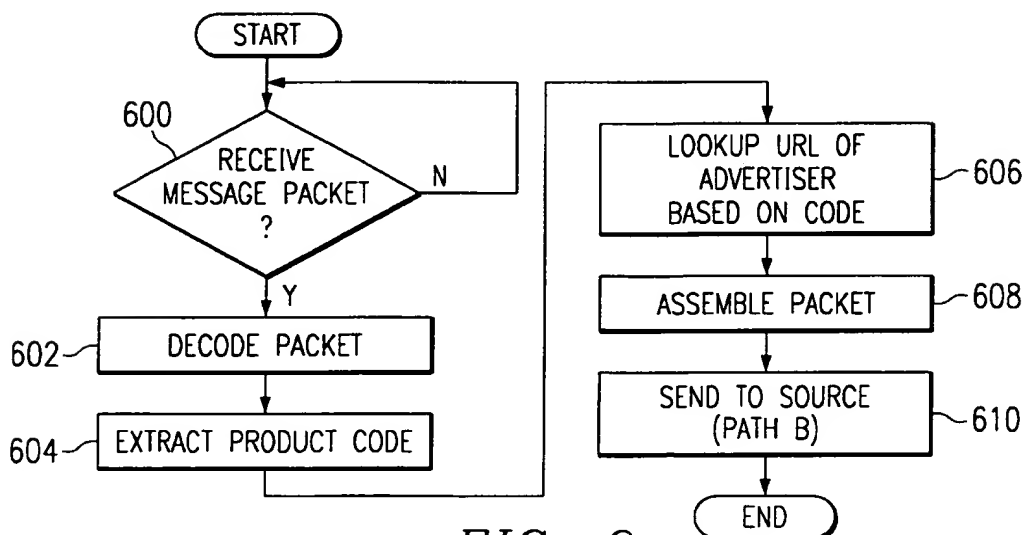 START
600
RECEIVE
MESSAGE PACKET
?
N
Y
602
DECODE PACKET
604
EXTRACT PRODUCT CODE
LOOKUP URL OF
ADVERTISER
BASED ON CODE
606
ASSEMBLE PACKET
608
SEND TO SOURCE
(PATH B)
610
END
FIG.